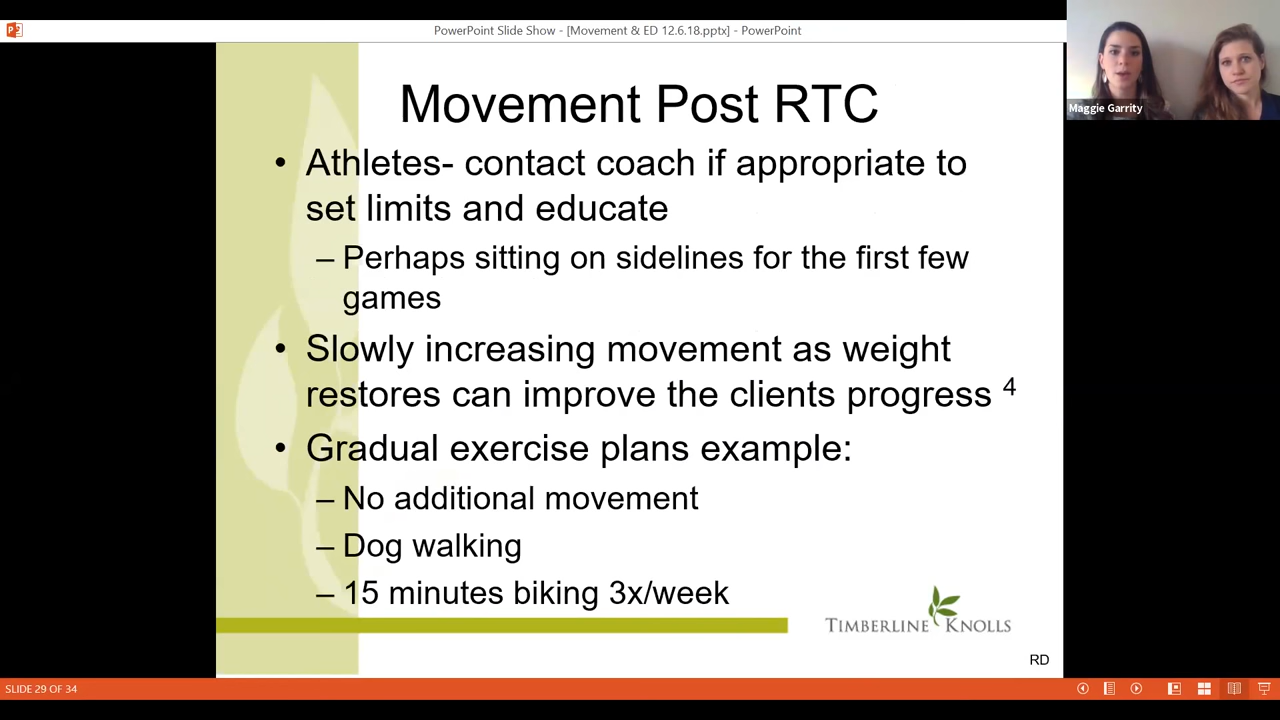 PowerPoint Slide Show - [Movement & ED 12.6.18.pptx] - PowerPoint
Maggie Garrity
Movement Post RTC
• Athletes- contact coach if appropriate to
set limits and educate
– Perhaps sitting on sidelines for the first few
games
• Slowly increasing movement as weight
restores can improve the clients progress 4
• Gradual exercise plans example:
– No additional movement
– Dog walking
– 15 minutes biking 3x/week
TIMBERLINE KNOLLS
RD
SLIDE 29 OF 34